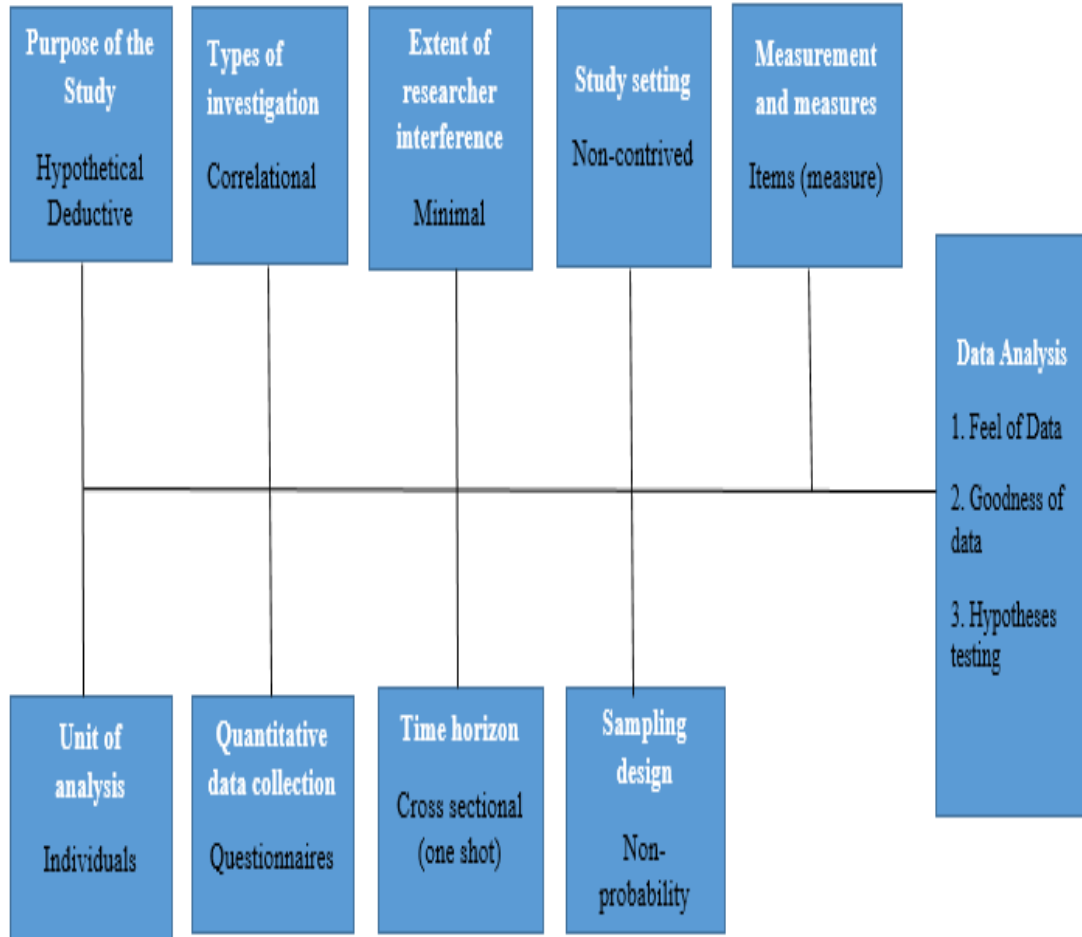 Purpose of the
Study
Hypothetical
Deductive
Types of
investigation
Correlational
Extent of
researcher
interference
Minimal
Study setting
Non-contrived
Measurement
and measures
Items (measure)
Data Analysis
1. Feel of Data
2. Goodness of
data
3. Hypotheses
testing
Unit of
analysis
Individuals
Quantitative
data collection
Questionnaires
Time horizon
Cross sectional
(one shot)
Sampling
design
Non-
probability